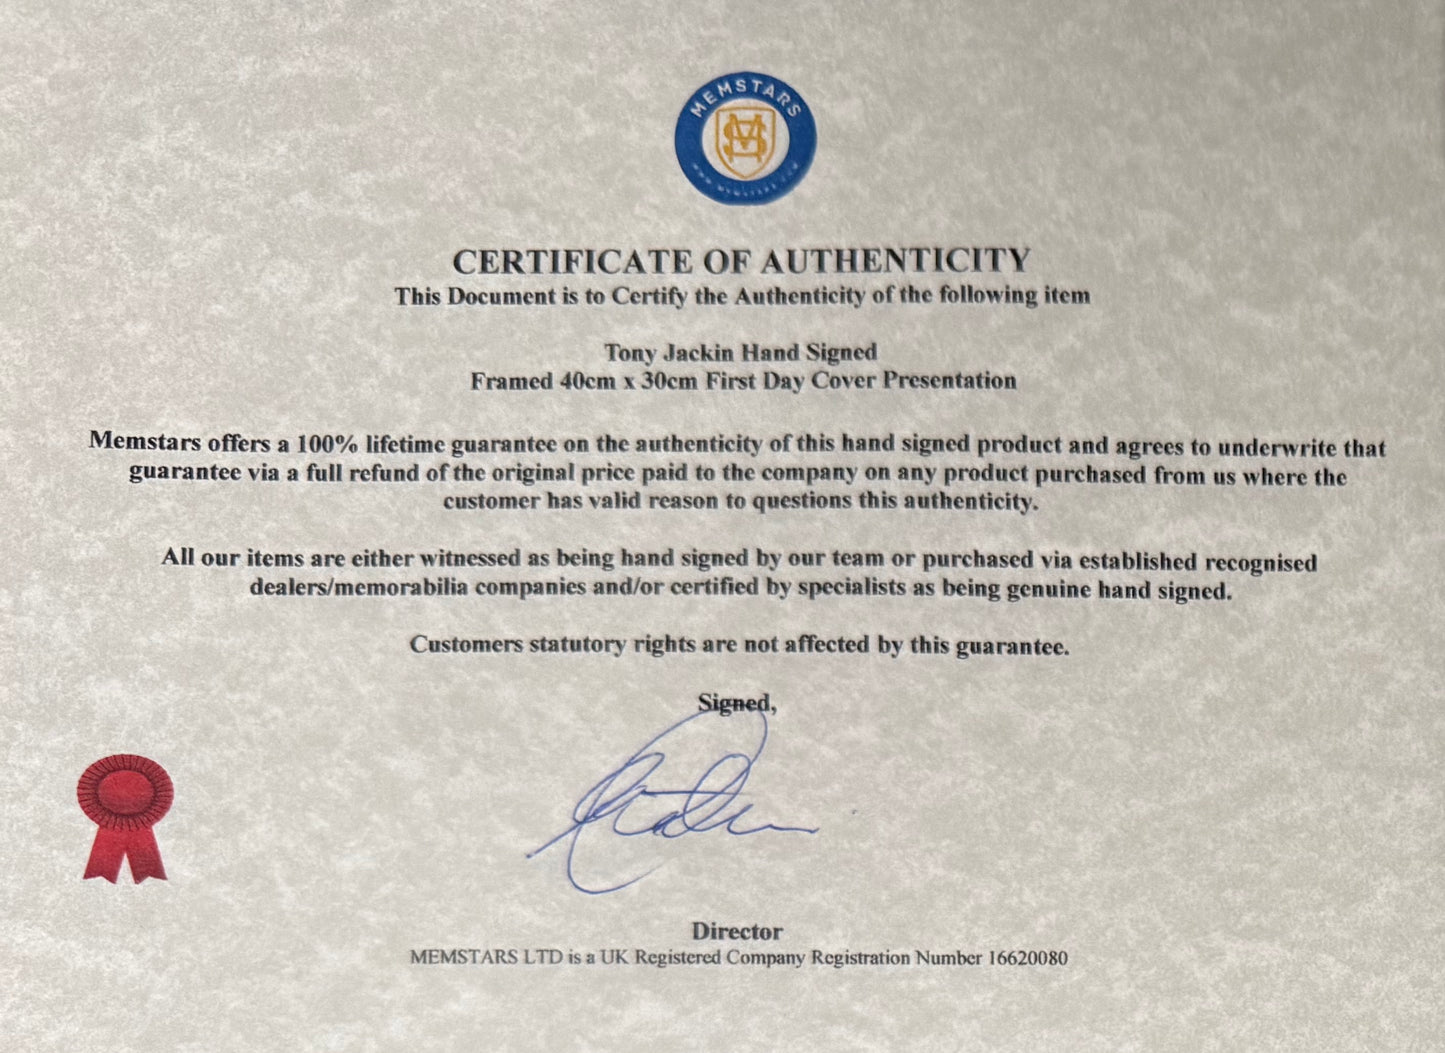 MEMSTARS
CERTIFICATE OF AUTHENTICITY
This Document is to Certify the Authenticity of the following item
Tony Jackin Hand Signed
Framed 40cm x 30cm First Day Cover Presentation
Memstars offers a 100% lifetime guarantee on the authenticity of this hand signed product and agrees to underwrite that
guarantee via a full refund of the original price paid to the company on any product purchased from us where the
customer has valid reason to questions this authenticity.
All our items are either witnessed as being hand signed by our team or purchased via established recognised
dealers/memorabilia companies and/or certified by specialists as being genuine hand signed.
Customers statutory rights are not affected by this guarantee.
Signed,
Director
MEMSTARS LTD is a UK Registered Company Registration Number 16620080